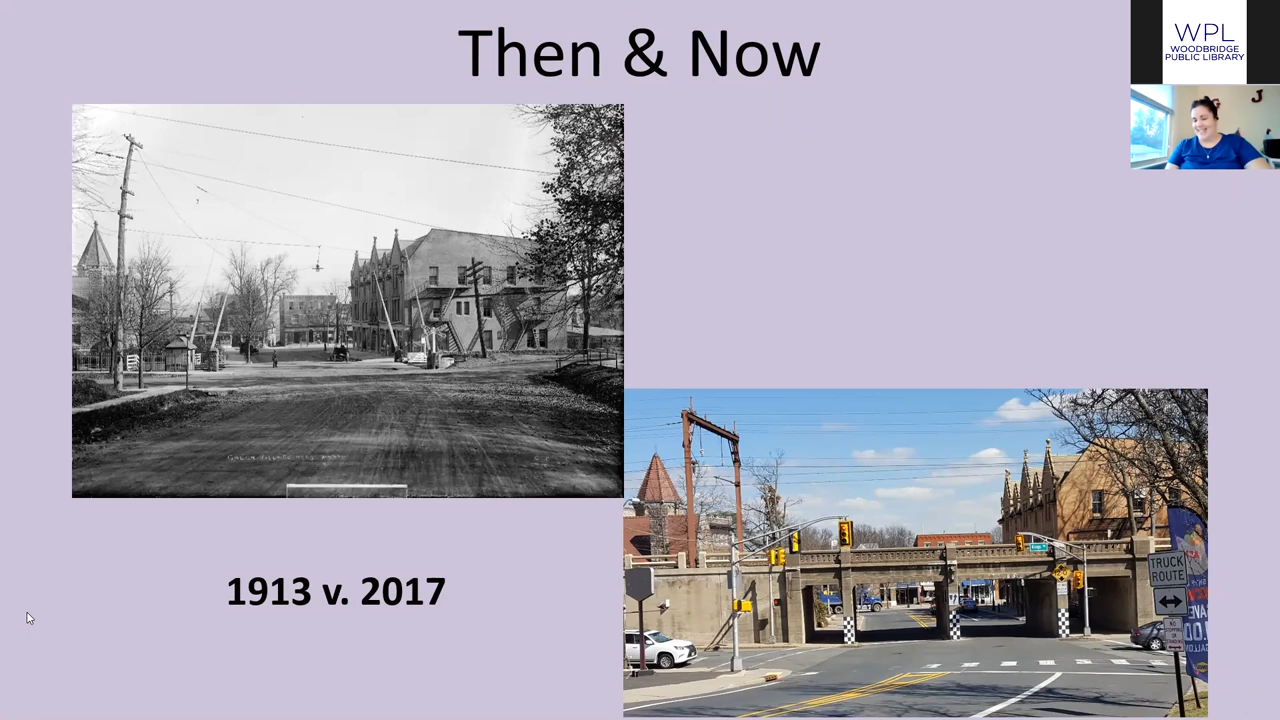 Then & Now
WPL
WOODBRIDGE
PUBLIC LIBRARY
J
1913 v. 2017
TRUCK
ROUTE